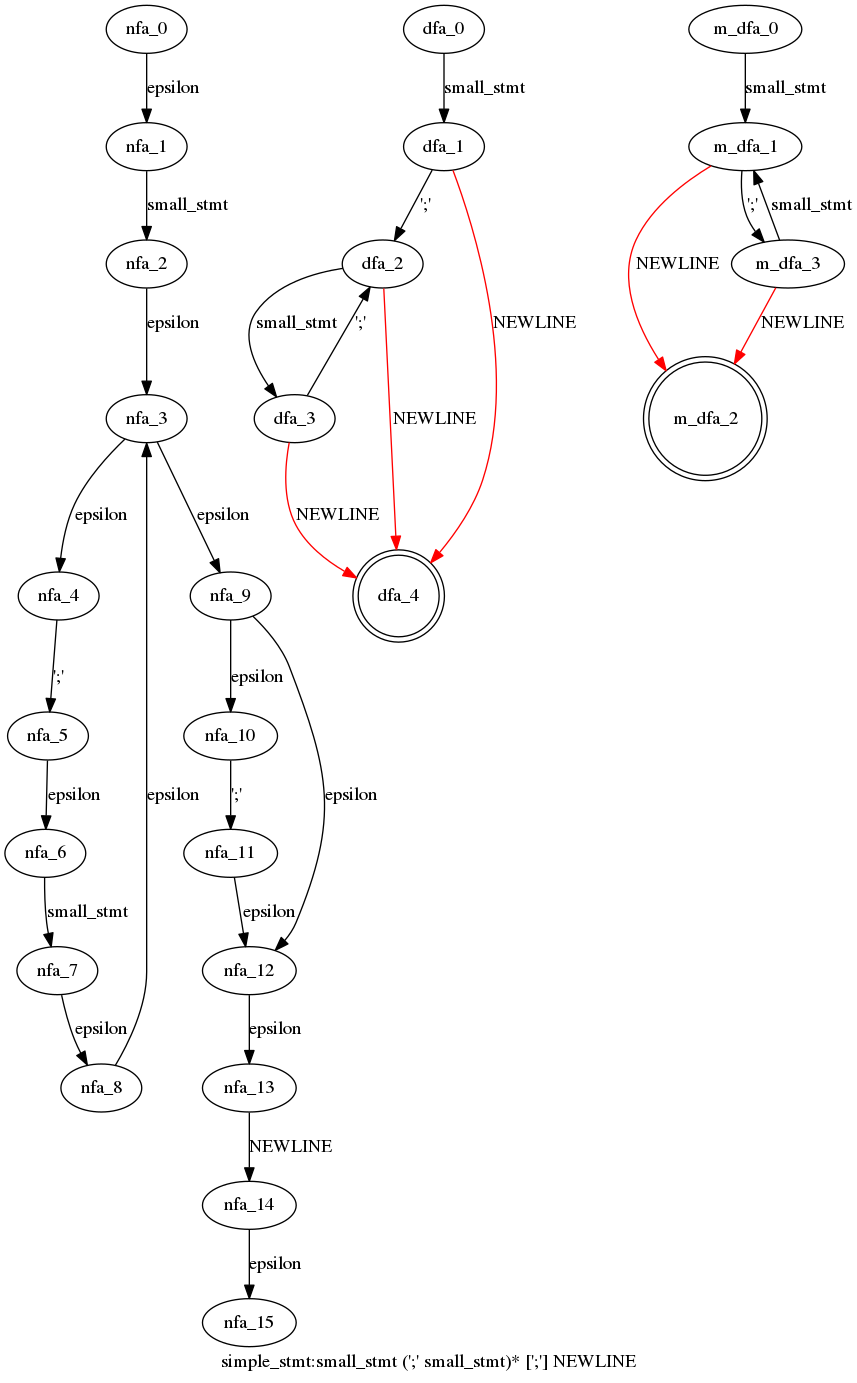 nfa_0 dfa_0 m_dfa_0
epsilon small_stmt small_stmt
nfa_1 dfa_1 m_dfa_1
small_stmt ';' ';' small_stmt
nfa_2 dfa_2 NEWLINE m_dfa_3
epsilon small_stmt ';' NEWLINE NEWLINE
nfa_3 dfa_3 NEWLINE m_dfa_2
epsilon epsilon NEWLINE
nfa_4 nfa_9 dfa_4
';' epsilon
nfa_5 nfa_10
epsilon epsilon ';' epsilon
nfa_6 nfa_11
small_stmt epsilon
nfa_7 nfa_12
epsilon epsilon
nfa_8 nfa_13
NEWLINE
nfa_14
epsilon
nfa_15
simple_stmt:small_stmt (';' small_stmt)* [';'] NEWLINE